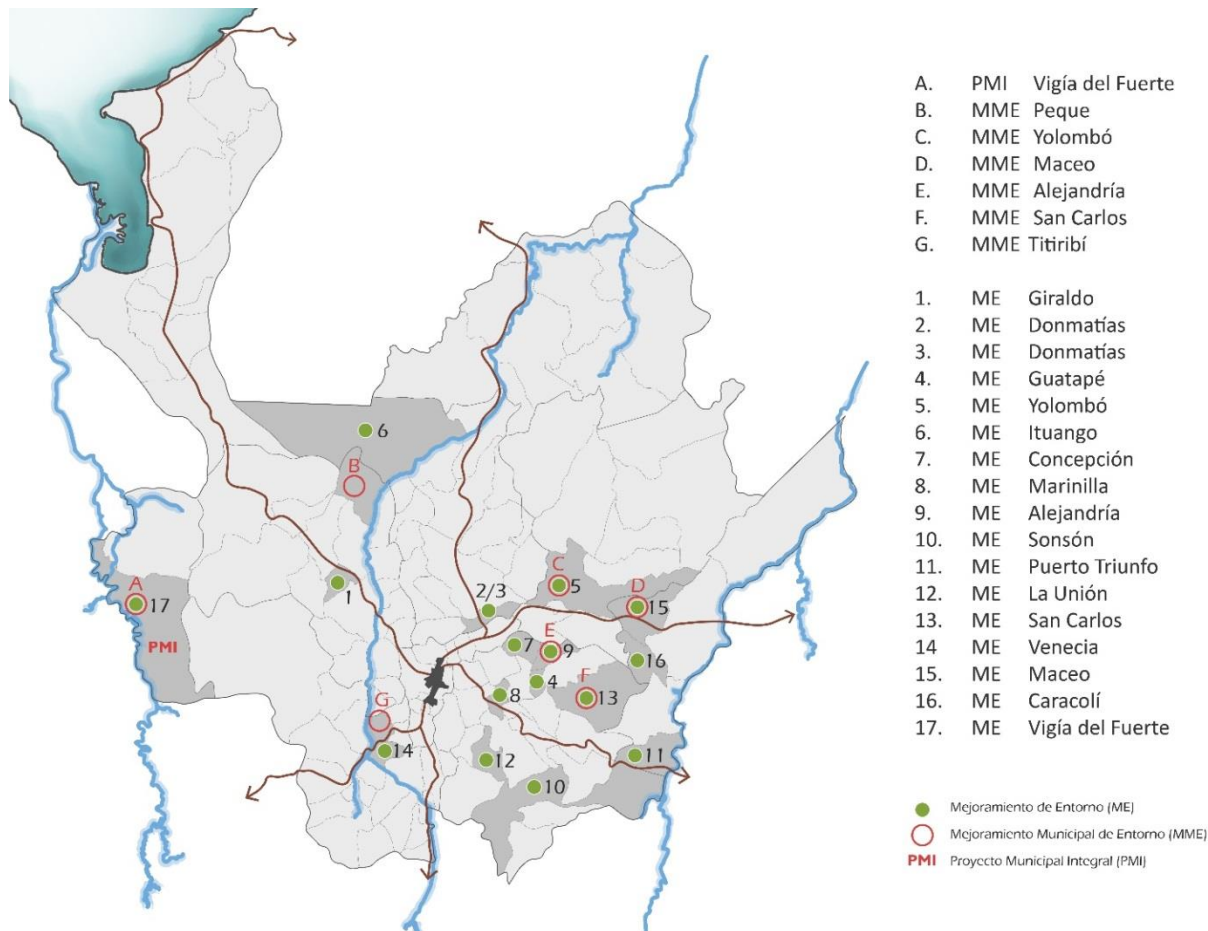 6
B
1
A
17
PMI
2/3
C
5
D
15
E
7
9
16
4
8
F
13
G
14
12
11
10
A. PMI Vigía del Fuerte
B. MME Peque
C. MME Yolombó
D. MME Maceo
E. MME Alejandría
F. MME San Carlos
G. MME Titiribí
1. ME Giraldo
2. ME Donmatías
3. ME Donmatías
4. ME Guatapé
5. ME Yolombó
6. ME Ituango
7. ME Concepción
8. ME Marinilla
9. ME Alejandría
10. ME Sonsón
11. ME Puerto Triunfo
12. ME La Unión
13. ME San Carlos
14 ME Venecia
15. ME Maceo
16. ME Caracolí
17. ME Vigía del Fuerte
Mejoramiento de Entorno (ME)
Mejoramiento Municipal de Entorno (MME)
PMI Proyecto Municipal Integral (PMI)